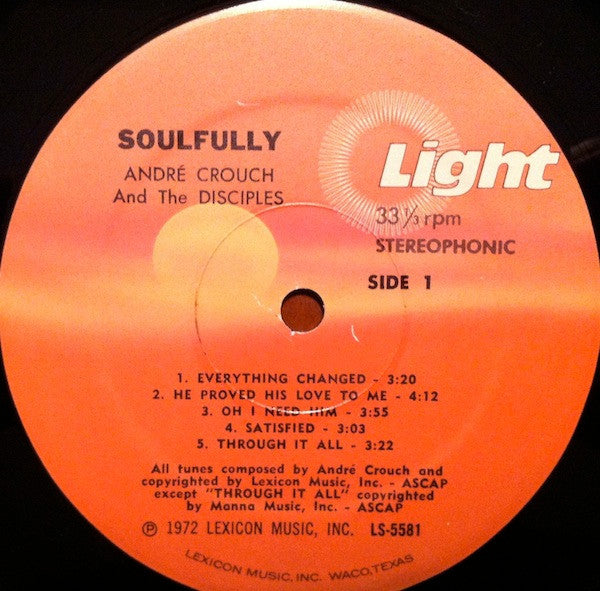 SOULFULLY
ANDRÉ CROUCH
And The DISCIPLES
Light
33 1/3 rpm
STEREOPHONIC
SIDE 1
1. EVERYTHING CHANGED - 3:20
2. HE PROVED HIS LOVE TO ME - 4:12
3. OH I NEED HIM - 3:55
4. SATISFIED - 3:03
5. THROUGH IT ALL - 3:22
All tunes composed by André Crouch and
copyrighted by Lexicon Music, Inc. - ASCAP
except "THROUGH IT ALL" copyrighted
by Manna Music, Inc. - ASCAP
℗ 1972 LEXICON MUSIC, INC. LS-5581
LEXICON MUSIC, INC. WACO, TEXAS